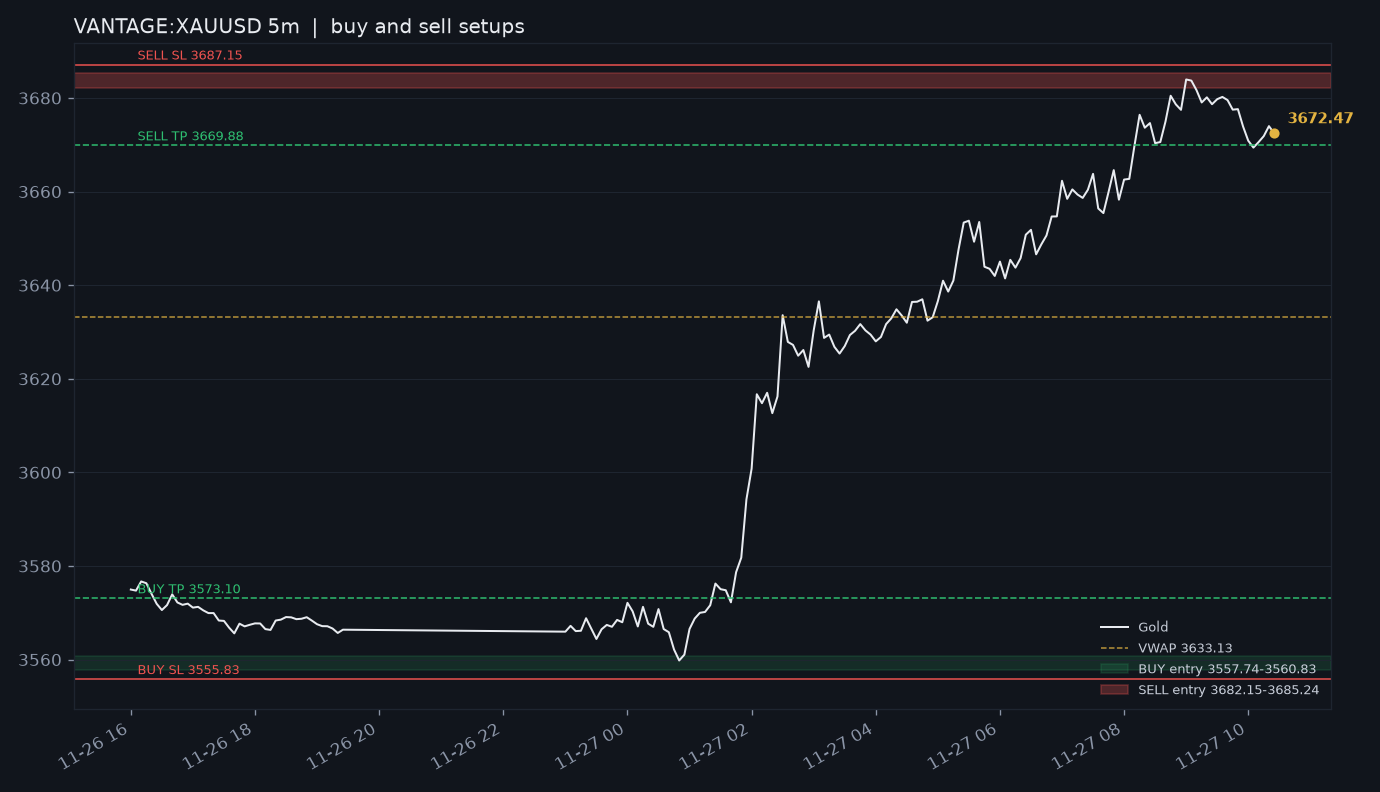 VANTAGE:XAUUSD 5m | buy and sell setups
SELL SL 3687.15
3680
3672.47
SELL TP 3669.88
3660
3640
3620
3600
3580
BUY TP 3573.10
Gold
VWAP 3633.13
3560
BUY entry 3557.74-3560.83
BUY SL 3555.83
SELL entry 3682.15-3685.24
11-26 16
11-26 18
11-26 20
11-26 22
11-27 00
11-27 02
11-27 04
11-27 06
11-27 08
11-27 10